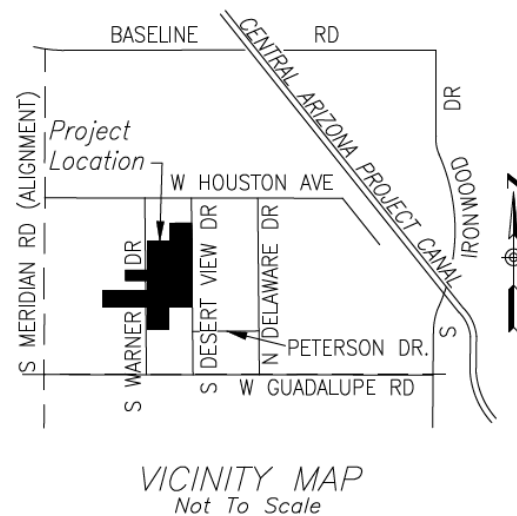 BASELINE RD
CENTRAL ARIZONA PROJECT CANAL
S IRONWOOD DR
Project
Location
S MERIDIAN RD (ALIGNMENT)
W HOUSTON AVE
N
S WARNER DR
S DESERT VIEW DR
N DELAWARE DR
PETERSON DR.
W GUADALUPE RD
VICINITY MAP
Not To Scale